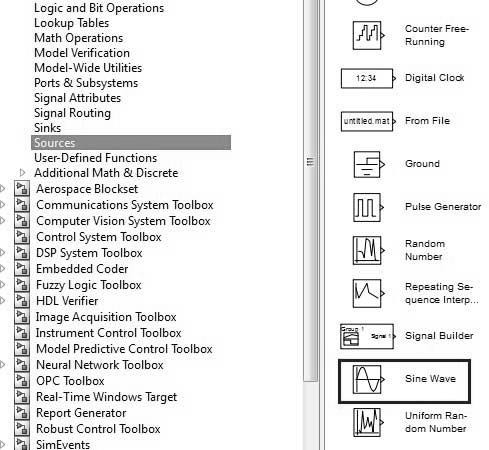 Logic and Bit Operations
Lookup Tables
Math Operations
Model Verification
Model-Wide Utilities
Ports & Subsystems
Signal Attributes
Signal Routing
Sinks
Sources
User-Defined Functions
Additional Math & Discrete
Aerospace Blockset
Communications System Toolbox
Computer Vision System Toolbox
Control System Toolbox
DSP System Toolbox
Embedded Coder
Fuzzy Logic Toolbox
HDL Verifier
Image Acquisition Toolbox
Instrument Control Toolbox
Model Predictive Control Toolbox
Neural Network Toolbox
OPC Toolbox
Real-Time Windows Target
Report Generator
Robust Control Toolbox
SimEvents
Counter Free-
Running
12:34
Digital Clock
untitled.mat
From File
Ground
Pulse Generator
Random
Number
Repeating Se-
quence Interp...
Group 1
Signal 1
Signal Builder
Sine Wave
Uniform Ran-
dom Number